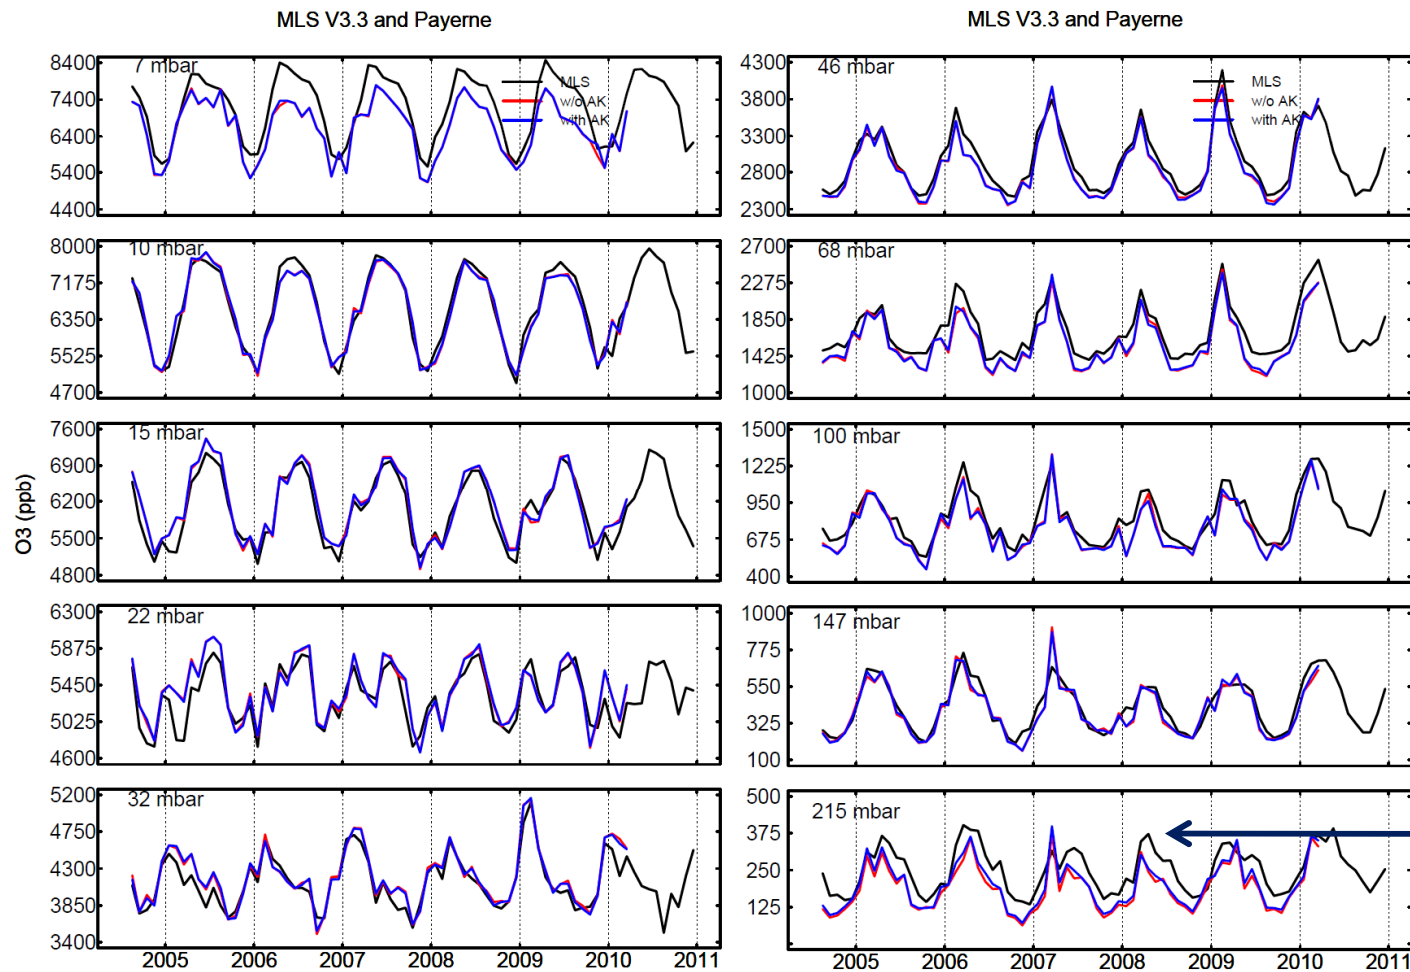 MLS V3.3 and Payerne
MLS V3.3 and Payerne
O3 (ppb)
7 mbar
MLS
w/o AK
with AK
8400
7400
6400
5400
4400
10 mbar
8000
7175
6350
5525
4700
15 mbar
7600
6900
6200
5500
4800
22 mbar
6300
5875
5450
5025
4600
32 mbar
5200
4750
4300
3850
3400
2005 2006 2007 2008 2009 2010 2011
46 mbar
MLS
w/o AK
with AK
4300
3800
3300
2800
2300
68 mbar
2700
2275
1850
1425
1000
100 mbar
1500
1225
950
675
400
147 mbar
1000
775
550
325
100
215 mbar
500
375
250
125
2005 2006 2007 2008 2009 2010 2011